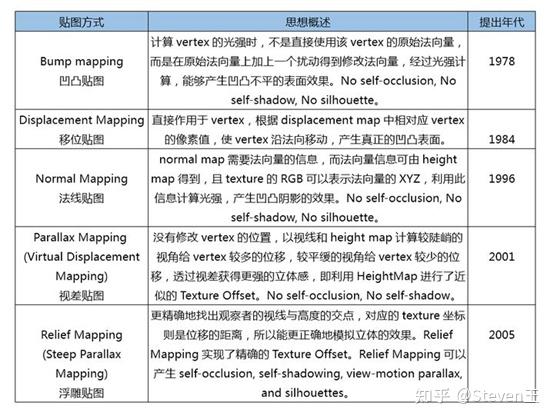 贴图方式 思想概述 提出年代
Bump mapping
凹凸贴图
计算 vertex 的光强时，不是直接使用该 vertex 的原始法向量，
而是在原始法向量上加上一个扰动得到修改法向量，经过光强计
算，能够产生凹凸不平的表面效果。No self-occlusion, No
self-shadow, No silhouette。
1978
Displacement Mapping
移位贴图
直接作用于 vertex，根据 displacement map 中相对应 vertex
的像素值，使 vertex 沿法向移动，产生真正的凹凸表面。
1984
Normal Mapping
法线贴图
normal map 需要法向量的信息，而法向量信息可由 height
map 得到，且 texture 的 RGB 可以表示法向量的 XYZ，利用此
信息计算光强，产生凹凸阴影的效果。No self-occlusion, No
self-shadow, No silhouette。
1996
Parallax Mapping
(Virtual Displacement
Mapping)
视差贴图
没有修改 vertex 的位置，以视线和 height map 计算较陡峭的
视角给 vertex 较多的位移，较平缓的视角给 vertex 较少的位
移，透过视差获得更强的立体感，即利用 HeightMap 进行了近
似的 Texture Offset。No self-occlusion, No self-shadow。
2001
Relief Mapping
(Steep Parallax
Mapping)
浮雕贴图
更精确地找出观察者的视线与高度的交点，对应的 texture 坐标
则是位移的距离，所以能更正确地模拟立体的效果。Relief
Mapping 实现了精确的 Texture Offset。Relief Mapping 可以
产生 self-occlusion, self-shadowing, view-motion parallax,
and silhouettes。
2005
知乎 @Steven王